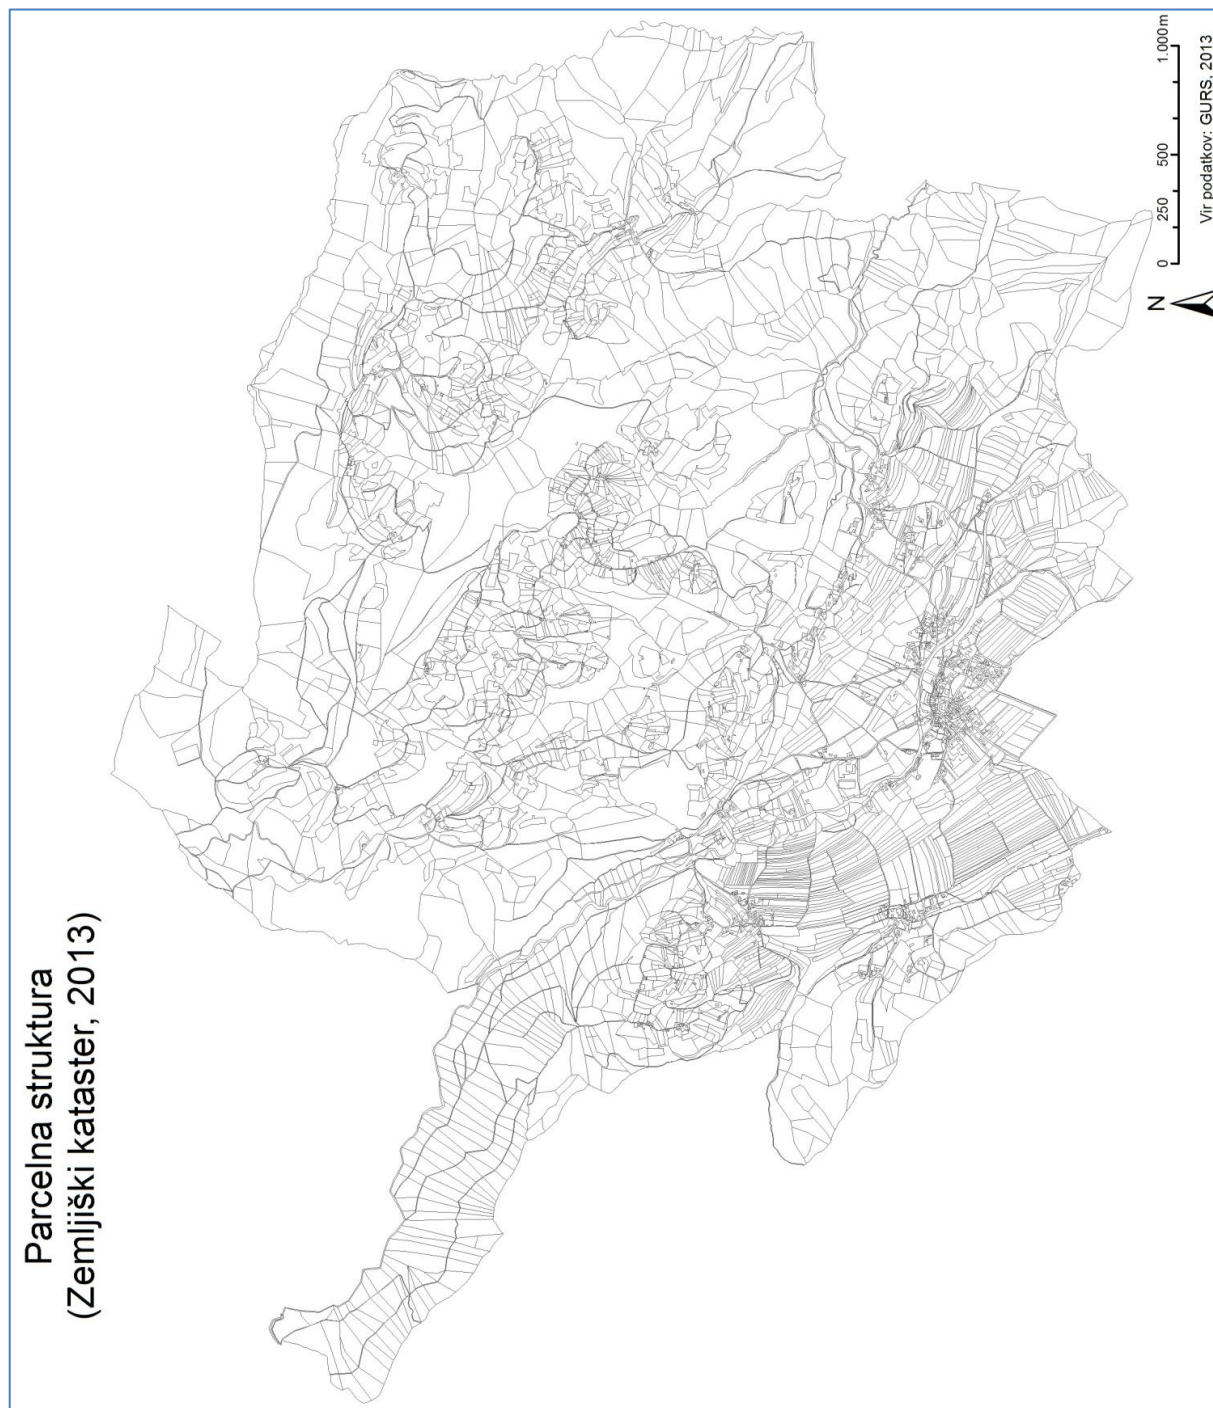 Parcelna struktura
(Zemljiški kataster, 2013)
N
0 250 500 1.000 m
Vir podatkov: GURS, 2013